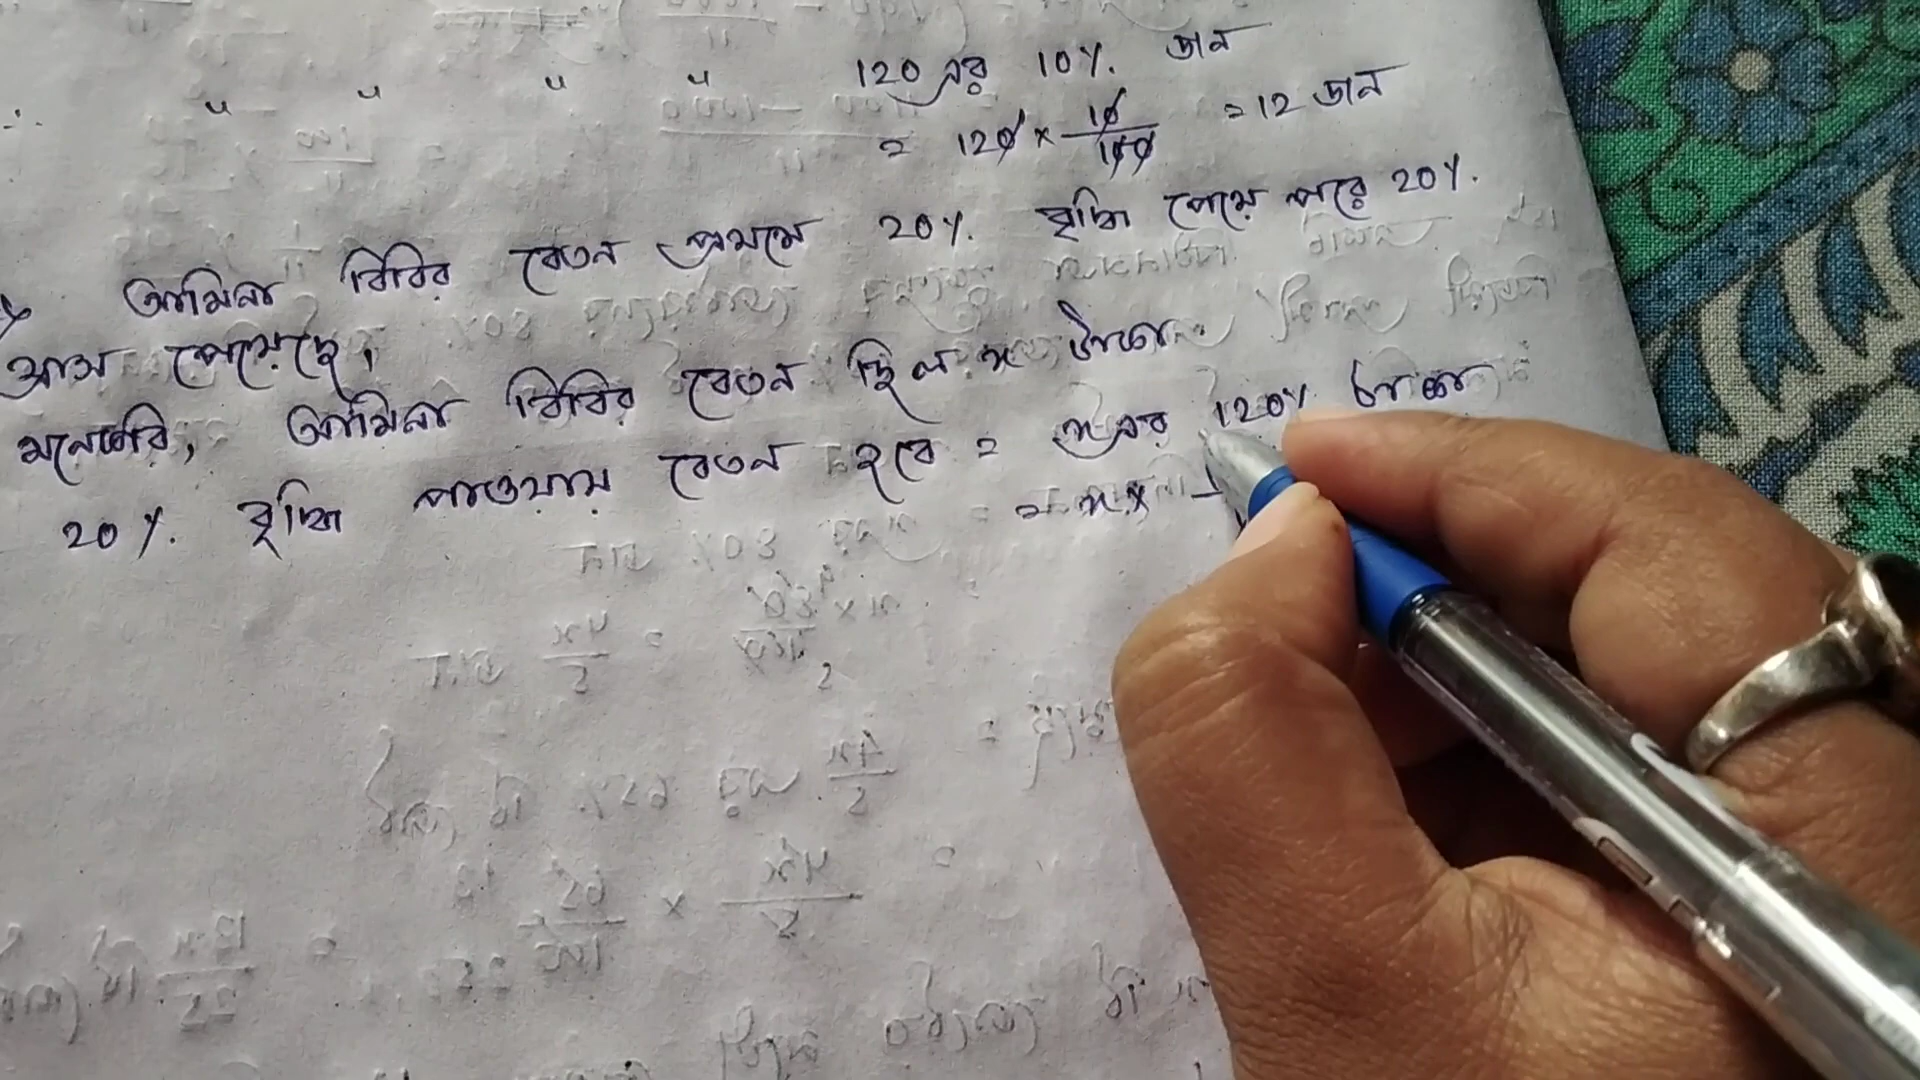 ∴ " " " " 120 এর 10%. জন
= 120 × 10/100 = 12 জন
আমিনা বিবির বেতন প্রথমে 20%. বৃদ্ধি পেয়ে পরে 20%.
হ্রাস পেয়েছে।
মনেকরি, আমিনা বিবির বেতন ছিল x টাকা
20%. বৃদ্ধি পাওয়ায় বেতন হবে = x এর 120% টাকা
= x ×